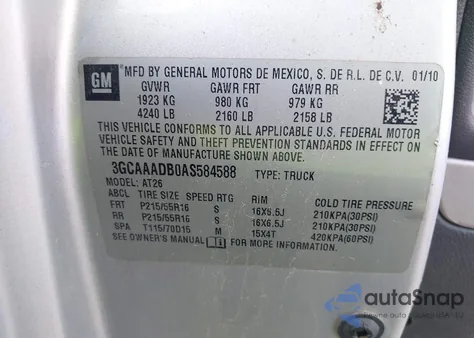 GM MFD BY GENERAL MOTORS DE MEXICO, S. DE R.L. DE C.V. 01/10
GVWR GAWR FRT GAWR RR
1923 KG 980 KG 979 KG
4240 LB 2160 LB 2158 LB
THIS VEHICLE CONFORMS TO ALL APPLICABLE U.S. FEDERAL MOTOR
VEHICLE SAFETY AND THEFT PREVENTION STANDARDS IN EFFECT ON
THE DATE OF MANUFACTURE SHOWN ABOVE.
3GCAAADB0AS584588 TYPE: TRUCK
MODEL: AT26
ABCL TIRE SIZE SPEED RTG RIM COLD TIRE PRESSURE
FRT P215/55R16 S 16X6.5J 210KPA(30PSI)
RR P215/55R16 S 16X6.5J 210KPA(30PSI)
SPA T115/70D15 M 15X4T 420KPA(60PSI)
SEE OWNER'S MANUAL FOR MORE INFORMATION.
autoSnap